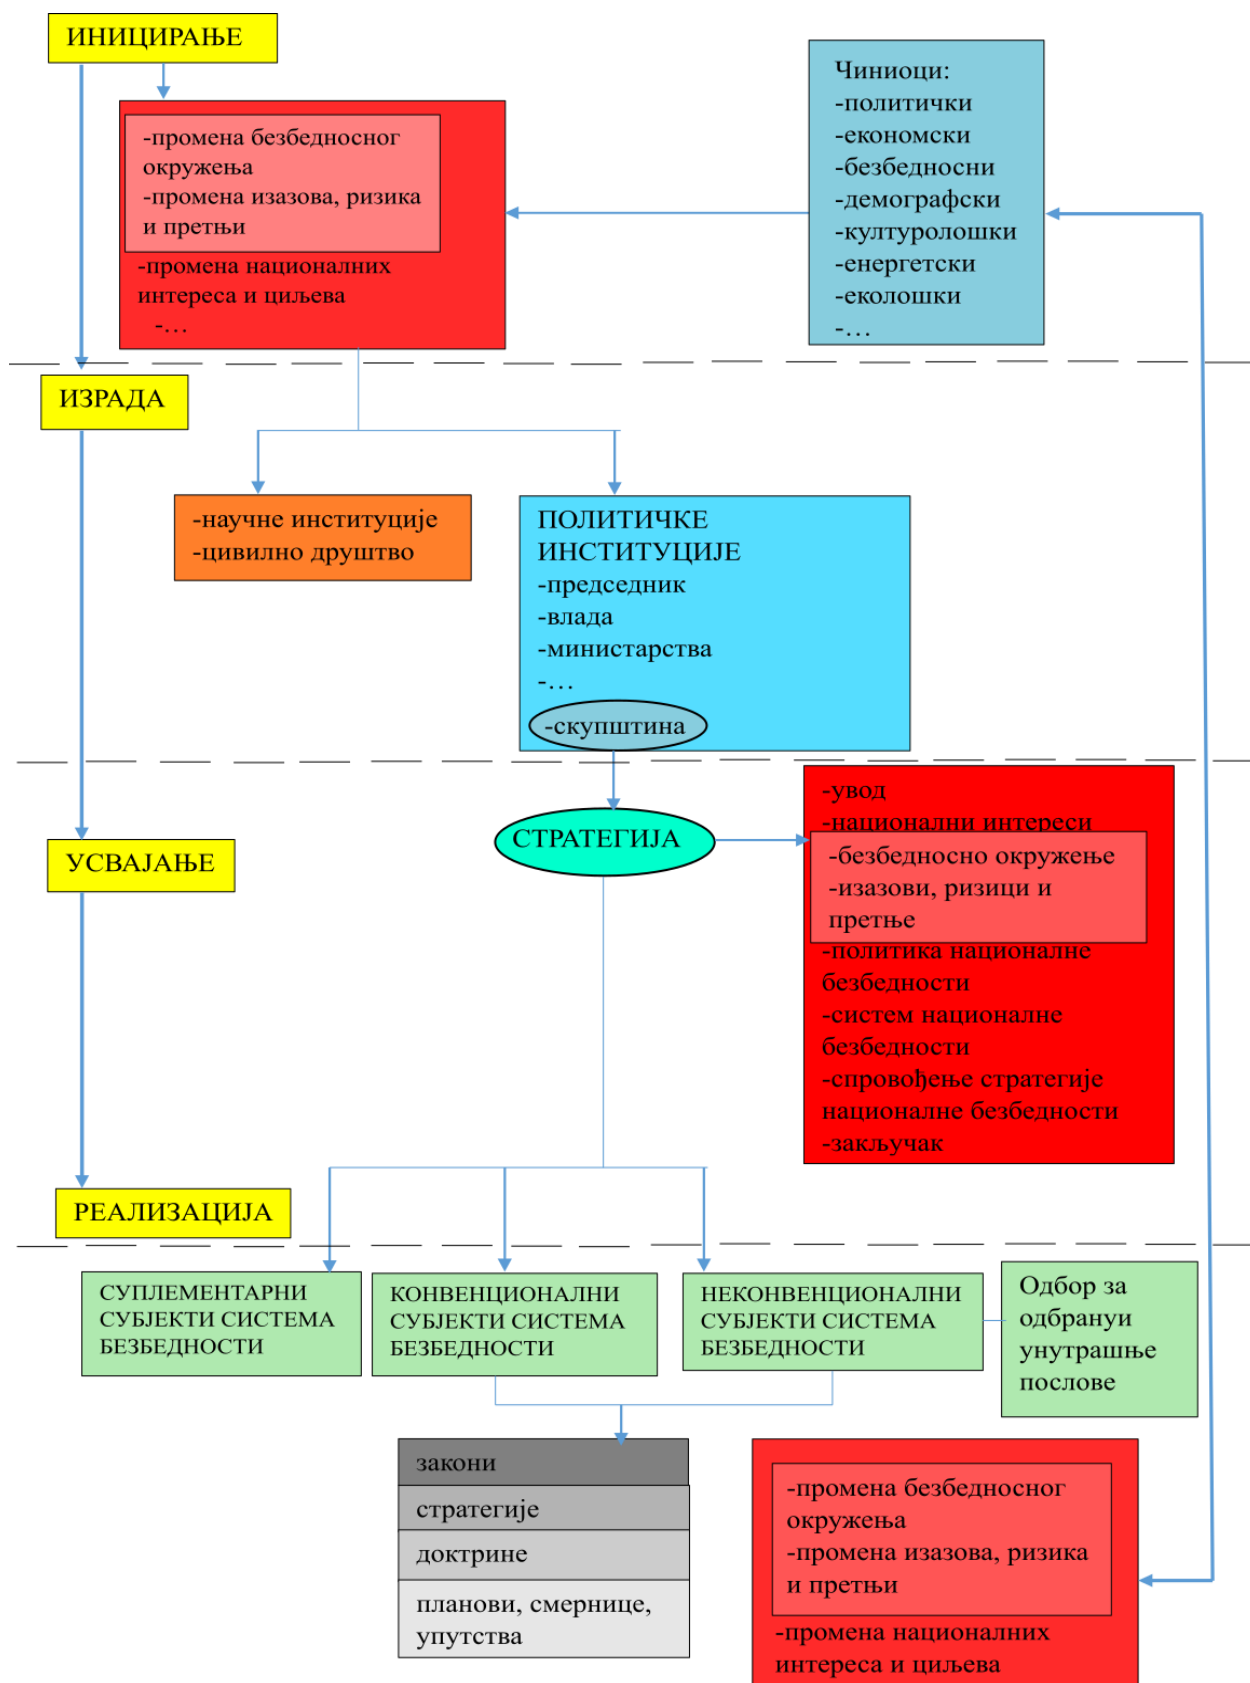 ИНИЦИРАЊЕ
-промена безбедносног
окружења
-промена изазова, ризика
и претњи
-промена националних
интереса и циљева
-…
Чиниоци:
-политички
-економски
-безбедносни
-демографски
-културолошки
-енергетски
-еколошки
-…
ИЗРАДА
-научне институције
-цивилно друштво
ПОЛИТИЧКЕ
ИНСТИТУЦИЈЕ
-председник
-влада
-министарства
-…
-скупштина
УСВАЈАЊЕ
СТРАТЕГИЈА
-увод
-национални интереси
-безбедносно окружење
-изазови, ризици и
претње
-политика националне
безбедности
-систем националне
безбедности
-спровођење стратегије
националне безбедности
-закључак
РЕАЛИЗАЦИЈА
СУПЛЕМЕНТАРНИ
СУБЈЕКТИ СИСТЕМА
БЕЗБЕДНОСТИ
КОНВЕНЦИОНАЛНИ
СУБЈЕКТИ СИСТЕМА
БЕЗБЕДНОСТИ
НЕКОНВЕНЦИОНАЛНИ
СУБЈЕКТИ СИСТЕМА
БЕЗБЕДНОСТИ
Одбор за
одбрануи
унутрашње
послове
закони
стратегије
доктрине
планови, смернице,
упутства
-промена безбедносног
окружења
-промена изазова, ризика
и претњи
-промена националних
интереса и циљева